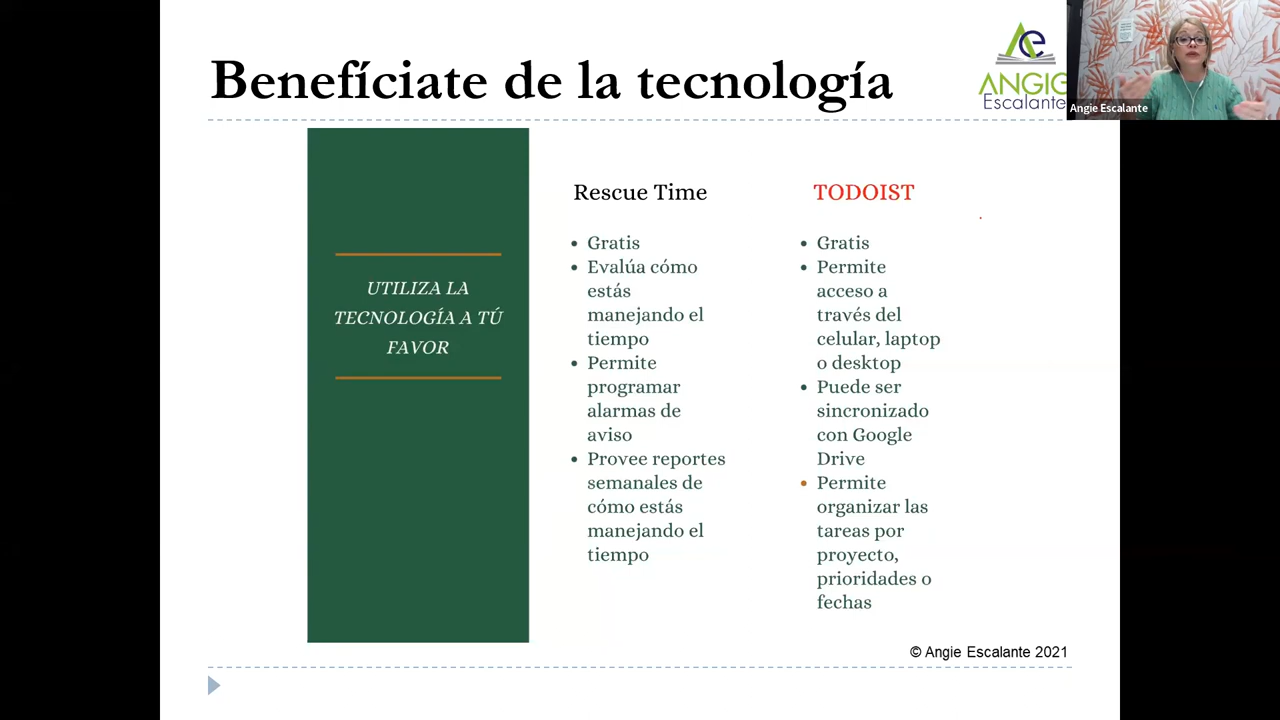 Benefíciate de la tecnología
ANGIE
Escalante
Angie Escalante
UTILIZA LA
TECNOLOGÍA A TÚ
FAVOR
Rescue Time
• Gratis
• Evalúa cómo
estás
manejando el
tiempo
• Permite
programar
alarmas de
aviso
• Provee reportes
semanales de
cómo estás
manejando el
tiempo
TODOIST
• Gratis
• Permite
acceso a
través del
celular, laptop
o desktop
• Puede ser
sincronizado
con Google
Drive
• Permite
organizar las
tareas por
proyecto,
prioridades o
fechas
© Angie Escalante 2021